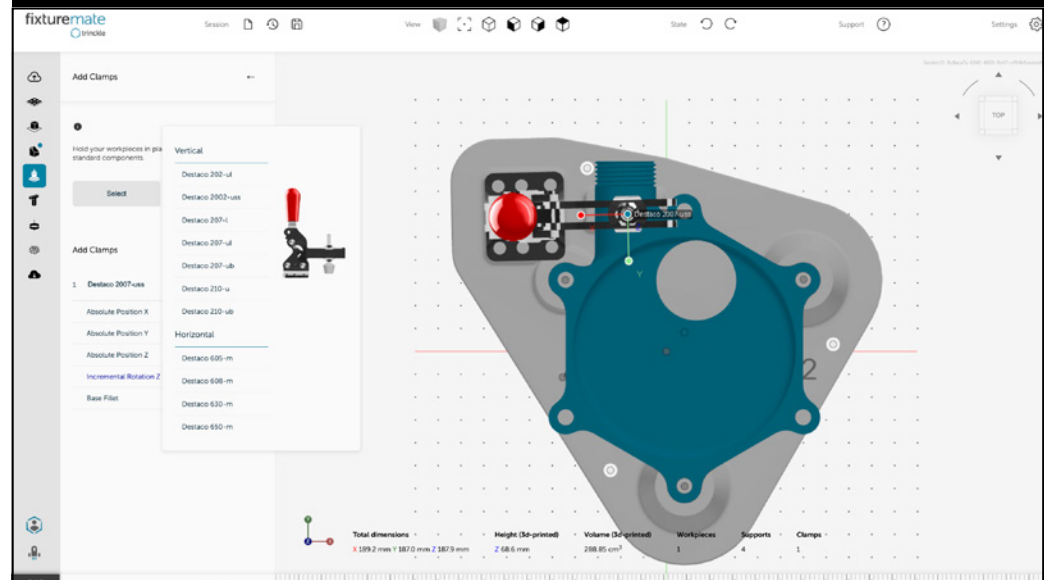 fixturemate
trinckle
Session
View
State
Support
Settings
Add Clamps
Hold your workpieces in pla
standard components.
Select
Add Clamps
1 Destaco 2007-uss
Absolute Position X
Absolute Position Y
Absolute Position Z
Incremental Rotation Z
Base Fillet
Vertical
Destaco 202-ul
Destaco 2002-uss
Destaco 207-l
Destaco 207-ul
Destaco 207-ub
Destaco 210-u
Destaco 210-ub
Horizontal
Destaco 605-m
Destaco 608-m
Destaco 630-m
Destaco 650-m
TOP
Destaco 2007-uss
Y
2
Total dimensions
X 189.2 mm Y 187.0 mm Z 187.9 mm
Height (3d-printed)
Z 68.6 mm
Volume (3d-printed)
288.85 cm³
Workpieces
1
Supports
4
Clamps
1